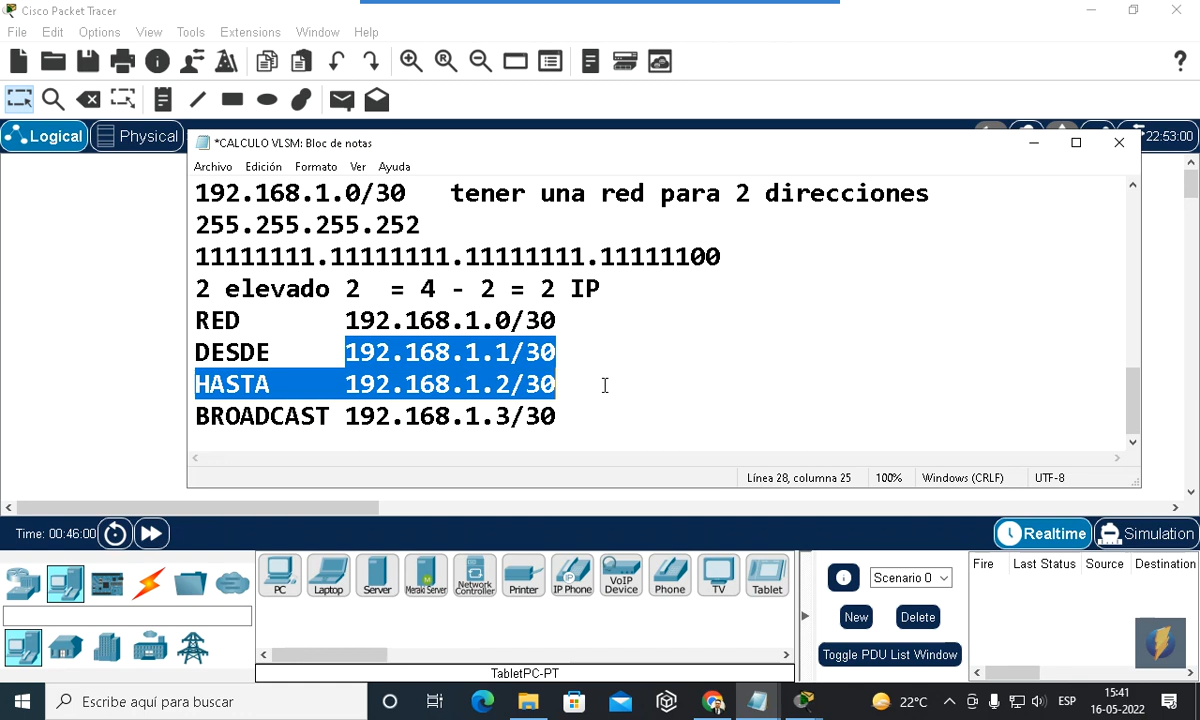 Cisco Packet Tracer
File Edit Options View Tools Extensions Window Help
?
Logical Physical
22:53:00
*CALCULO VLSM: Bloc de notas
Archivo Edición Formato Ver Ayuda
192.168.1.0/30 tener una red para 2 direcciones
255.255.255.252
11111111.11111111.11111111.11111100
2 elevado 2 = 4 - 2 = 2 IP
RED 192.168.1.0/30
DESDE 192.168.1.1/30
HASTA 192.168.1.2/30
BROADCAST 192.168.1.3/30
Línea 28, columna 25 100% Windows (CRLF) UTF-8
Time: 00:46:00
Realtime Simulation
PC Laptop Server Meraki Server Network Controller Printer IP Phone VoIP Device Phone TV Tablet
TabletPC-PT
Scenario 0
New Delete
Toggle PDU List Window
Fire Last Status Source Destination
Escribe aquí para buscar
22°C
ESP
15:41
16-05-2022